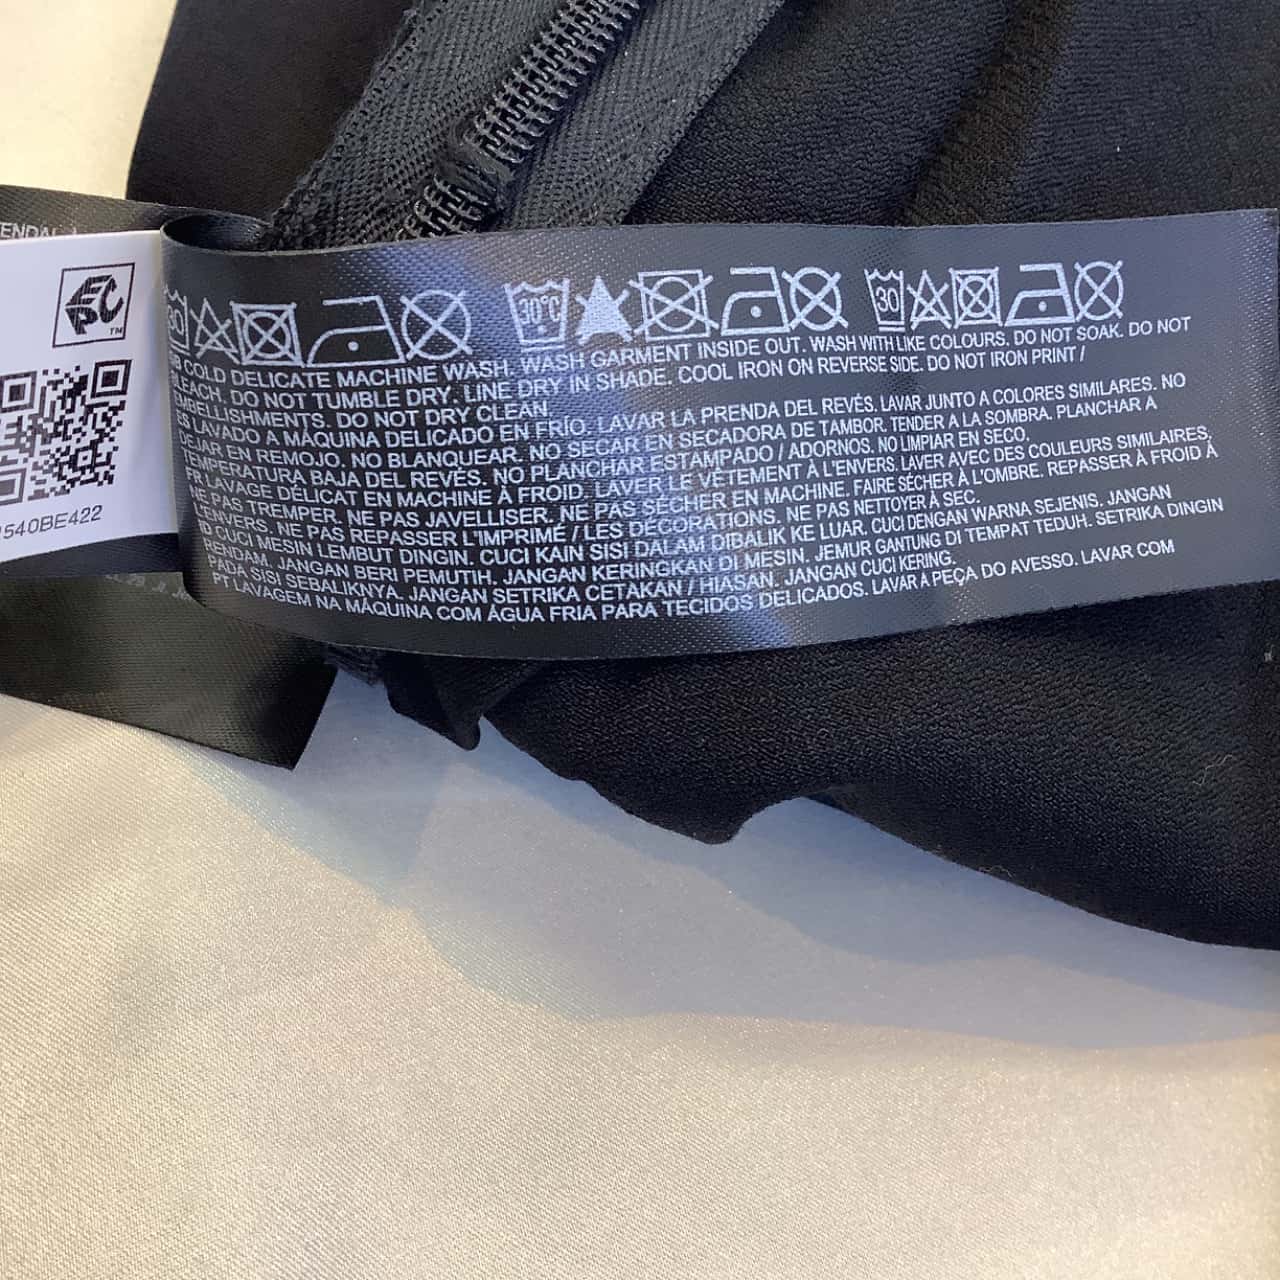 30 30°C 30
GB COLD DELICATE MACHINE WASH. WASH GARMENT INSIDE OUT. WASH WITH LIKE COLOURS. DO NOT SOAK. DO NOT
BLEACH. DO NOT TUMBLE DRY. LINE DRY IN SHADE. COOL IRON ON REVERSE SIDE. DO NOT IRON PRINT /
EMBELLISHMENTS. DO NOT DRY CLEAN.
ES LAVADO A MÁQUINA DELICADO EN FRÍO. LAVAR LA PRENDA DEL REVÉS. LAVAR JUNTO A COLORES SIMILARES. NO
DEJAR EN REMOJO. NO BLANQUEAR. NO SECAR EN SECADORA DE TAMBOR. TENDER A LA SOMBRA. PLANCHAR A
TEMPERATURA BAJA DEL REVÉS. NO PLANCHAR ESTAMPADO / ADORNOS. NO LIMPIAR EN SECO.
FR LAVAGE DÉLICAT EN MACHINE À FROID. LAVER LE VÊTEMENT À L'ENVERS. LAVER AVEC DES COULEURS SIMILAIRES.
NE PAS TREMPER. NE PAS JAVELLISER. NE PAS SÉCHER EN MACHINE. FAIRE SÉCHER À L'OMBRE. REPASSER À FROID À
L'ENVERS. NE PAS REPASSER L'IMPRIMÉ / LES DÉCORATIONS. NE PAS NETTOYER À SEC.
ID CUCI MESIN LEMBUT DINGIN. CUCI KAIN SISI DALAM DIBALIK KE LUAR. CUCI DENGAN WARNA SEJENIS. JANGAN
RENDAM. JANGAN BERI PEMUTIH. JANGAN KERINGKAN DI MESIN. JEMUR GANTUNG DI TEMPAT TEDUH. SETRIKA DINGIN
PADA SISI SEBALIKNYA. JANGAN SETRIKA CETAKAN / HIASAN. JANGAN CUCI KERING.
PT LAVAGEM NA MÁQUINA COM ÁGUA FRIA PARA TECIDOS DELICADOS. LAVAR A PEÇA DO AVESSO. LAVAR COM
EPC TM
540BE422